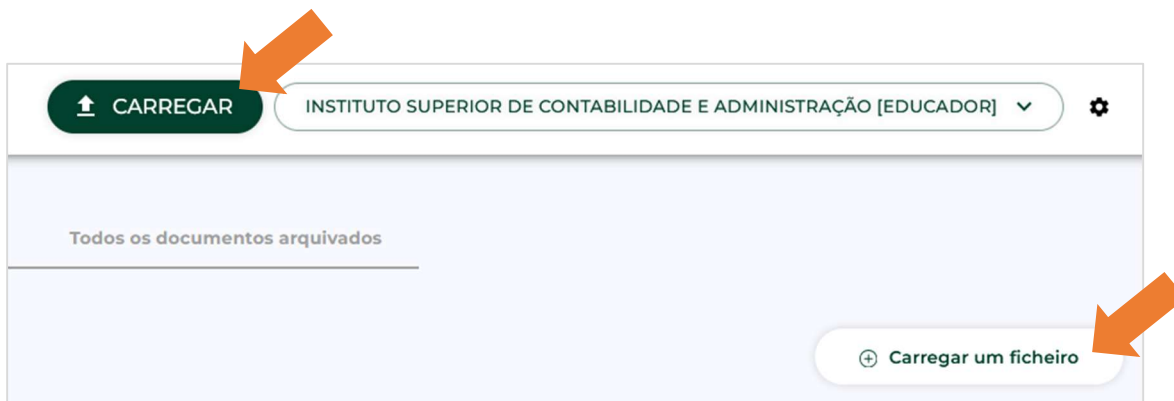 CARREGAR
INSTITUTO SUPERIOR DE CONTABILIDADE E ADMINISTRAÇÃO [EDUCADOR]
Todos os documentos arquivados
Carregar um ficheiro